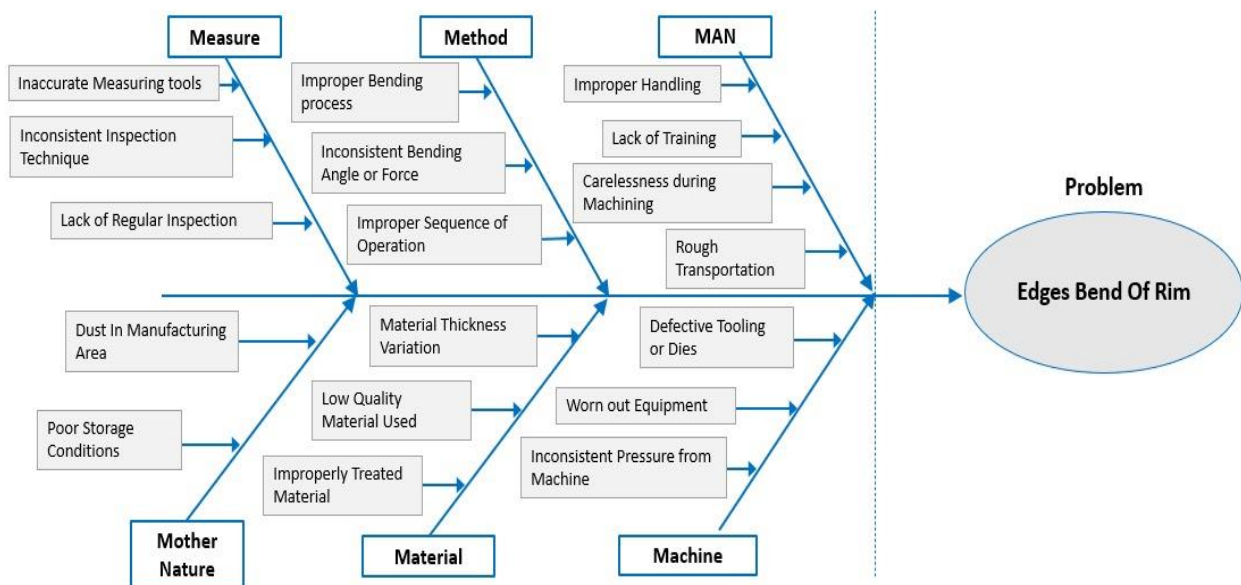 Measure
Method
MAN
Inaccurate Measuring tools
Inconsistent Inspection
Technique
Lack of Regular Inspection
Improper Bending
process
Inconsistent Bending
Angle or Force
Improper Sequence of
Operation
Improper Handling
Lack of Training
Carelessness during
Machining
Rough
Transportation
Problem
Edges Bend Of Rim
Dust In Manufacturing
Area
Poor Storage
Conditions
Material Thickness
Variation
Low Quality
Material Used
Improperly Treated
Material
Defective Tooling
or Dies
Worn out Equipment
Inconsistent Pressure from
Machine
Mother
Nature
Material
Machine